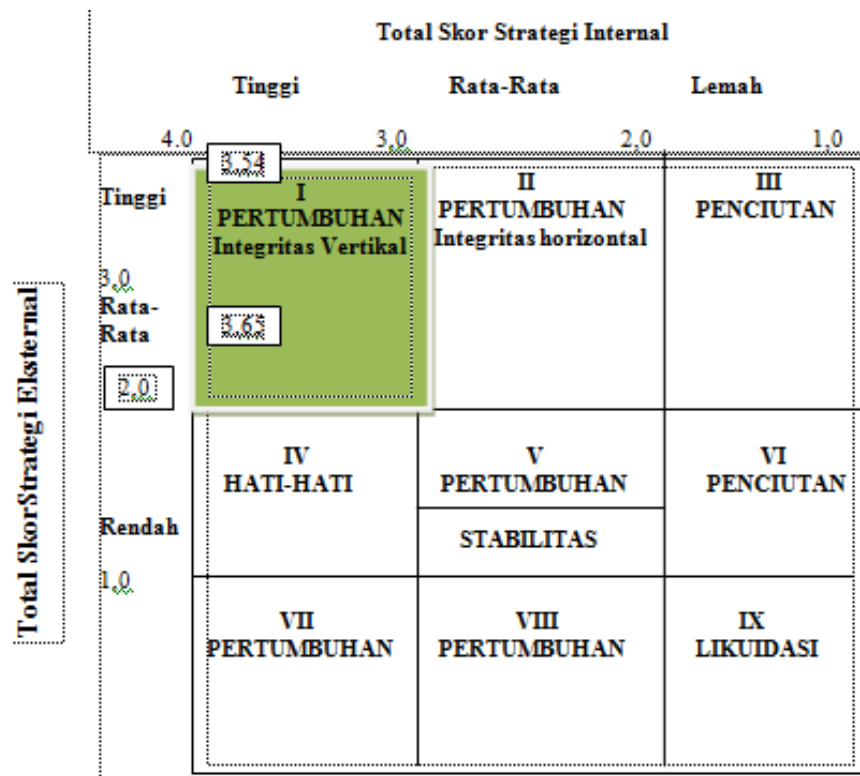 Total Skor Strategi Internal
Tinggi Rata-Rata Lemah
4.0 3,0 2,0 1,0
3.54
Tinggi
I
PERTUMBUHAN
Integritas Vertikal
II
PERTUMBUHAN
Integritas horizontal
III
PENCIUTAN
3,0
Rata-
Rata
3,65
2,0
Total SkorStrategi Eksternal
IV
HATI-HATI
V
PERTUMBUHAN
STABILITAS
VI
PENCIUTAN
Rendah
1,0
VII
PERTUMBUHAN
VIII
PERTUMBUHAN
IX
LIKUIDASI